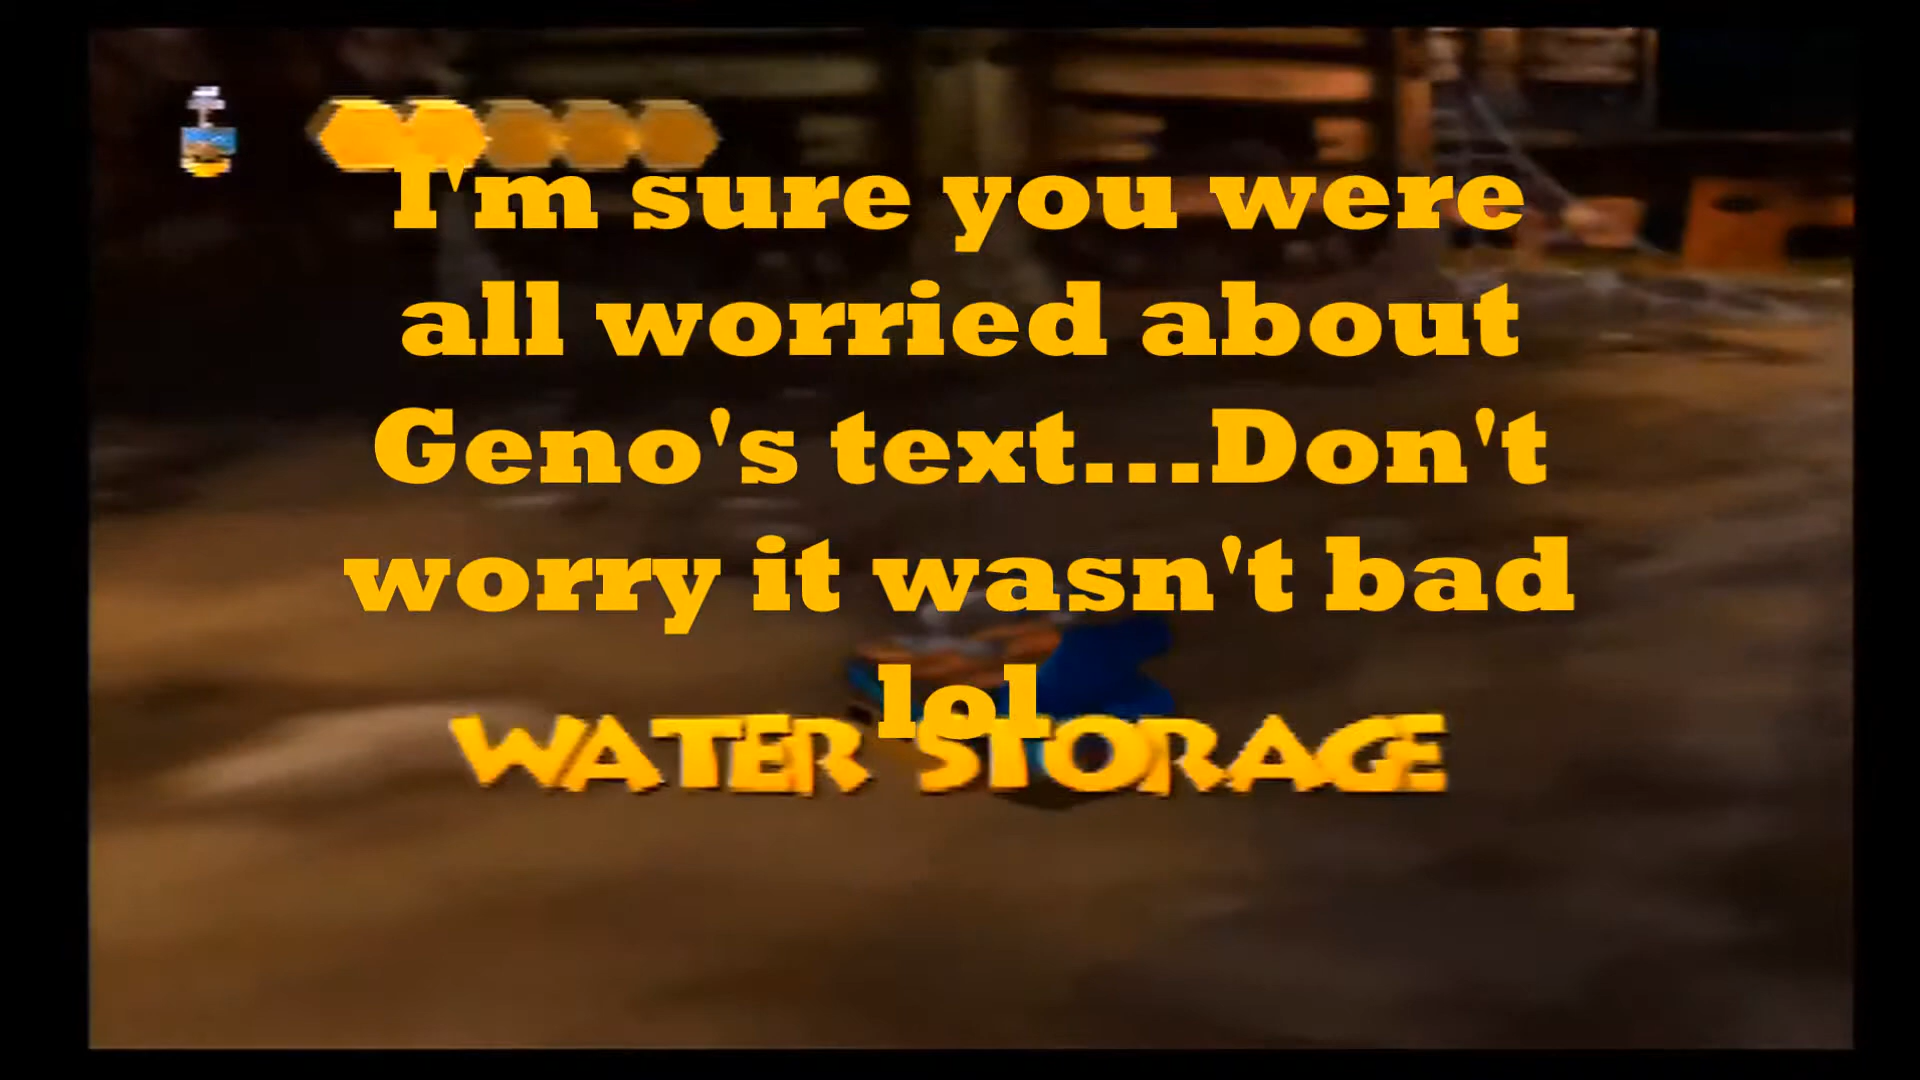 I'm sure you were
all worried about
Geno's text...Don't
worry it wasn't bad
lol
WATER STORAGE